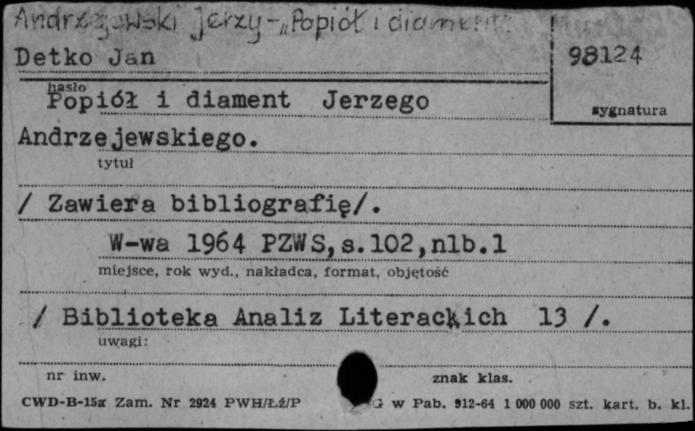 Andrzejewski Jerzy - „Popiół i diament"
Detko Jan
98124
hasło
sygnatura
Popiół i diament Jerzego
Andrzejewskiego.
tytuł
/ Zawiera bibliografię/.
W-wa 1964 PZWS,s.102,nlb.1
miejsce, rok wyd., nakładca, format, objętość
/ Biblioteka Analiz Literackich 13 /.
uwagi:
nr inw.
znak klas.
CWD-B-15a Zam. Nr 2924 PWH/Łź/P G w Pab. 912-64 1 000 000 szt. kart. b. kl.